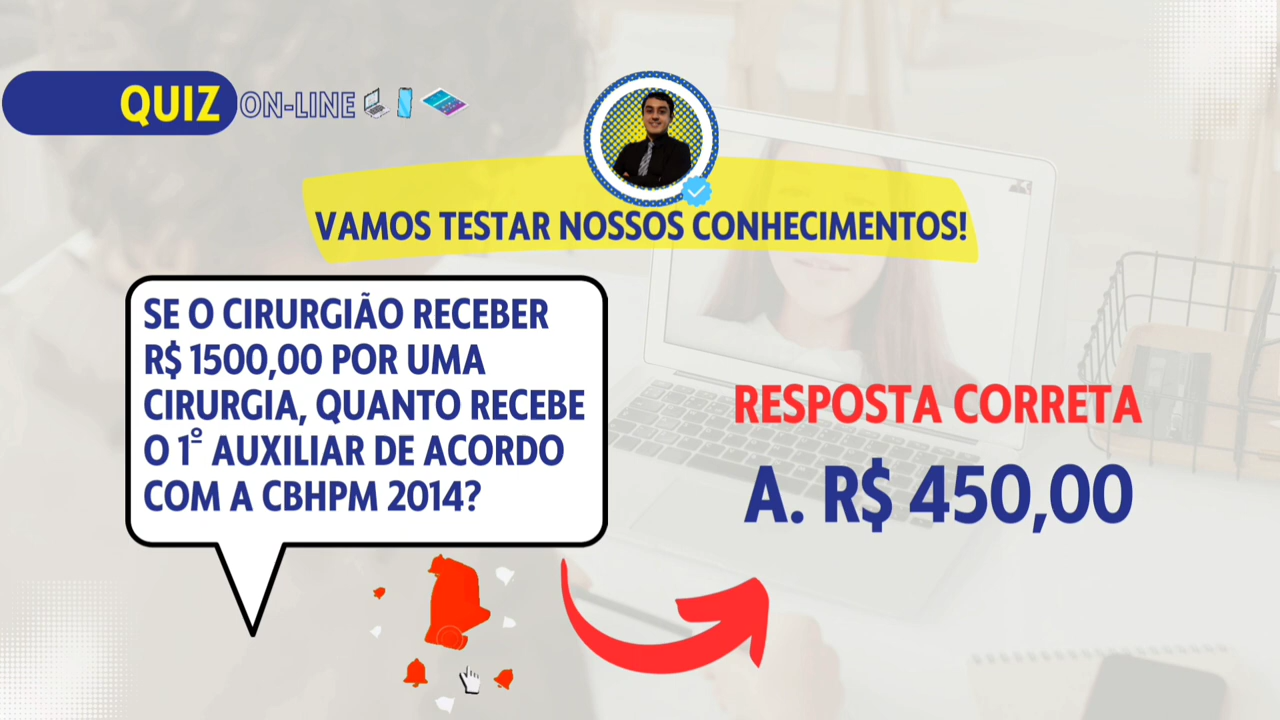 QUIZ ON-LINE
VAMOS TESTAR NOSSOS CONHECIMENTOS!
SE O CIRURGIÃO RECEBER
R$ 1500,00 POR UMA
CIRURGIA, QUANTO RECEBE
O 1° AUXILIAR DE ACORDO
COM A CBHPM 2014?
RESPOSTA CORRETA
A. R$ 450,00